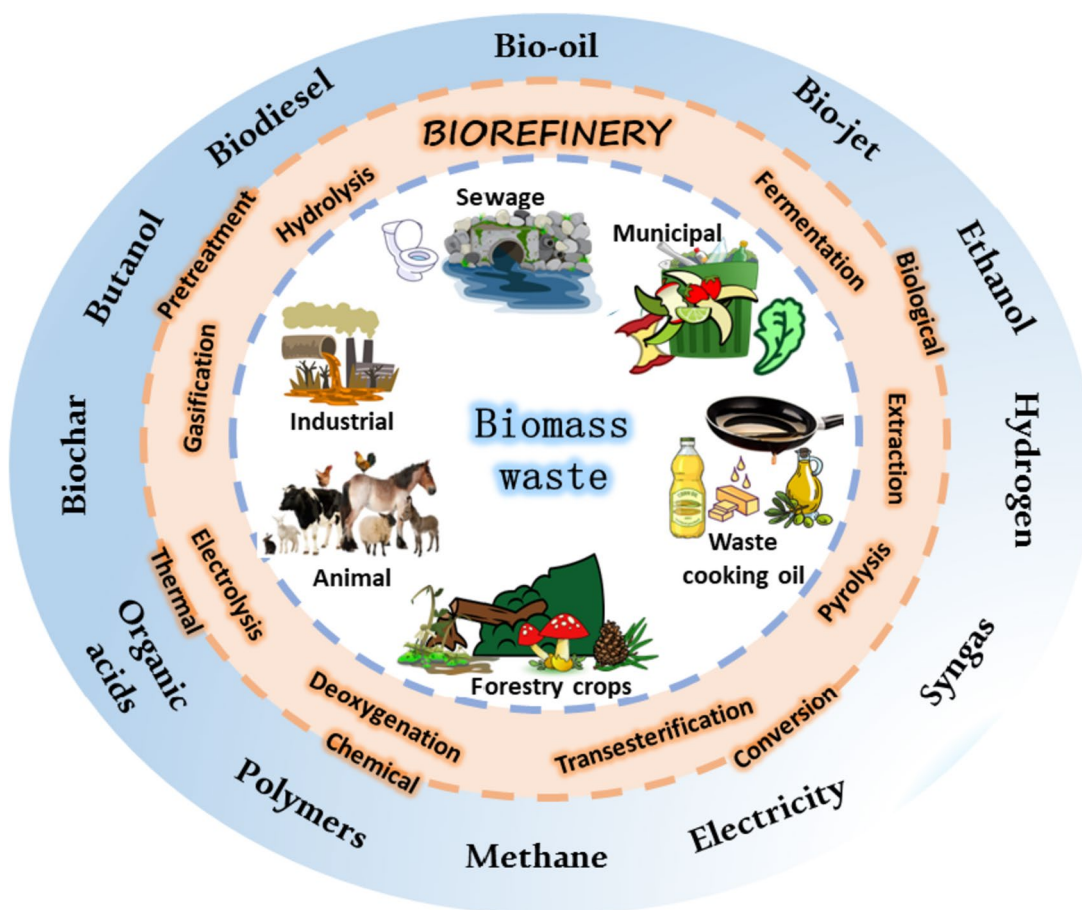 Bio-oil
Bio-jet
Ethanol
Hydrogen
Syngas
Electricity
Methane
Polymers
Organic
acids
Biochar
Butanol
Biodiesel
BIOREFINERY
Fermentation
Biological
Extraction
Pyrolysis
Conversion
Transesterification
Deoxygenation
Chemical
Electrolysis
Thermal
Gasification
Pretreatment
Hydrolysis
Sewage
Municipal
Industrial
Biomass
waste
Animal
Waste
cooking oil
Forestry crops